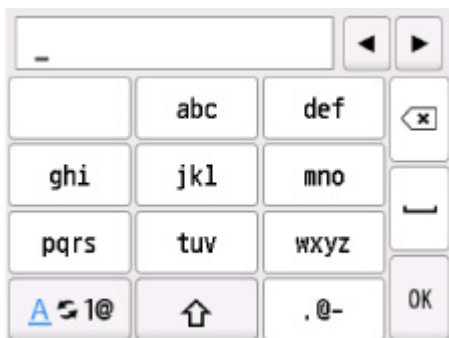 _
abc def
ghi jkl mno
pqrs tuv wxyz
A 1@ .@- OK